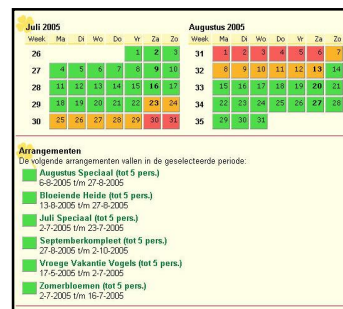 Juli 2005 Augustus 2005
Week Ma Di Wo Do Vr Za Zo Week Ma Di Wo Do Vr Za Zo
26 1 2 3 31 1 2 3 4 5 6 7
27 4 5 6 7 8 9 10 32 8 9 10 11 12 13 14
28 11 12 13 14 15 16 17 33 15 16 17 18 19 20 21
29 18 19 20 21 22 23 24 34 22 23 24 25 26 27 28
30 25 26 27 28 29 30 31 35 29 30 31
Arrangementen
De volgende arrangementen vallen in de geselecteerde periode:
Augustus Speciaal (tot 5 pers.)
6-8-2005 t/m 27-8-2005
Bloeiende Heide (tot 5 pers.)
13-8-2005 t/m 27-8-2005
Juli Speciaal (tot 5 pers.)
2-7-2005 t/m 23-7-2005
Septemberkompleet (tot 5 pers.)
27-8-2005 t/m 2-10-2005
Vroege Vakantie Vogels (tot 5 pers.)
17-5-2005 t/m 2-7-2005
Zomerbloemen (tot 5 pers.)
2-7-2005 t/m 16-7-2005